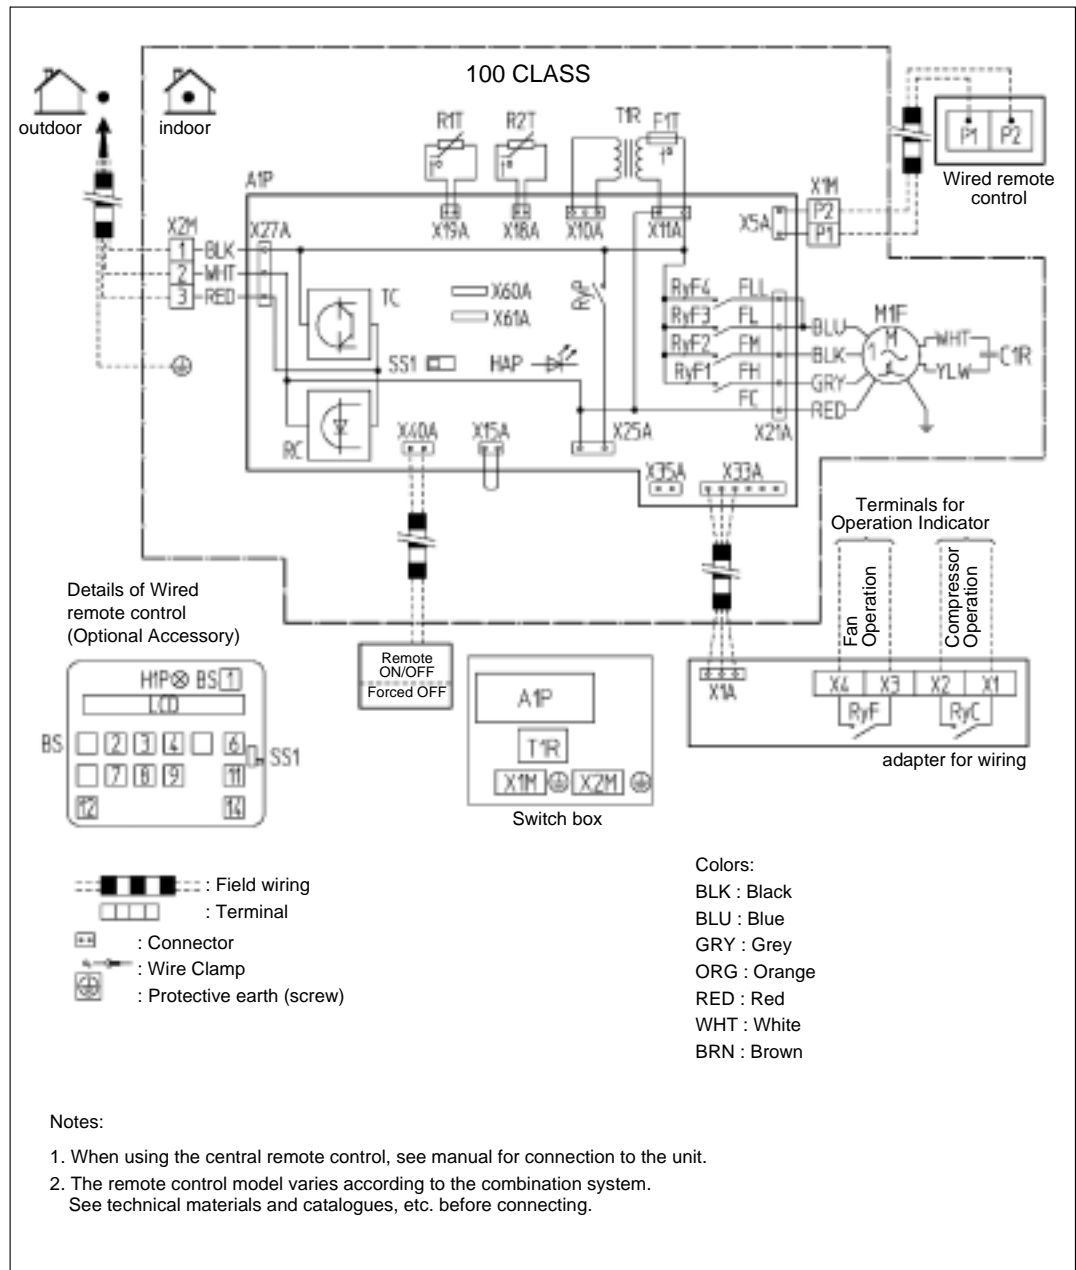 100 CLASS
outdoor
indoor
R1T
R2T
T1R
F1T
t°
t°
t°
P1
P2
Wired remote
control
A1P
X1M
P2
P1
X2M
X27A
X19A
X18A
X10A
X11A
X5A
1
BLK
2
WHT
3
RED
TC
X60A
X61A
RyP
RyF4
FLL
RyF3
FL
RyF2
FM
RyF1
FH
FC
BLU
BLK
GRY
RED
M1F
M
1
WHT
YLW
C1R
SS1
HAP
RC
X40A
X15A
X25A
X21A
X35A
X33A
Terminals for
Operation Indicator
Fan
Operation
Compressor
Operation
Details of Wired
remote control
(Optional Accessory)
H1P BS 1
LCD
BS
2 3 4 6
SS1
7 8 9 11
12 14
Remote
ON/OFF
Forced OFF
A1P
T1R
X1M X2M
Switch box
X1A
X4 X3 X2 X1
RyF
RyC
adapter for wiring
: Field wiring
: Terminal
: Connector
: Wire Clamp
: Protective earth (screw)
Colors:
BLK : Black
BLU : Blue
GRY : Grey
ORG : Orange
RED : Red
WHT : White
BRN : Brown
Notes:
1. When using the central remote control, see manual for connection to the unit.
2. The remote control model varies according to the combination system.
See technical materials and catalogues, etc. before connecting.